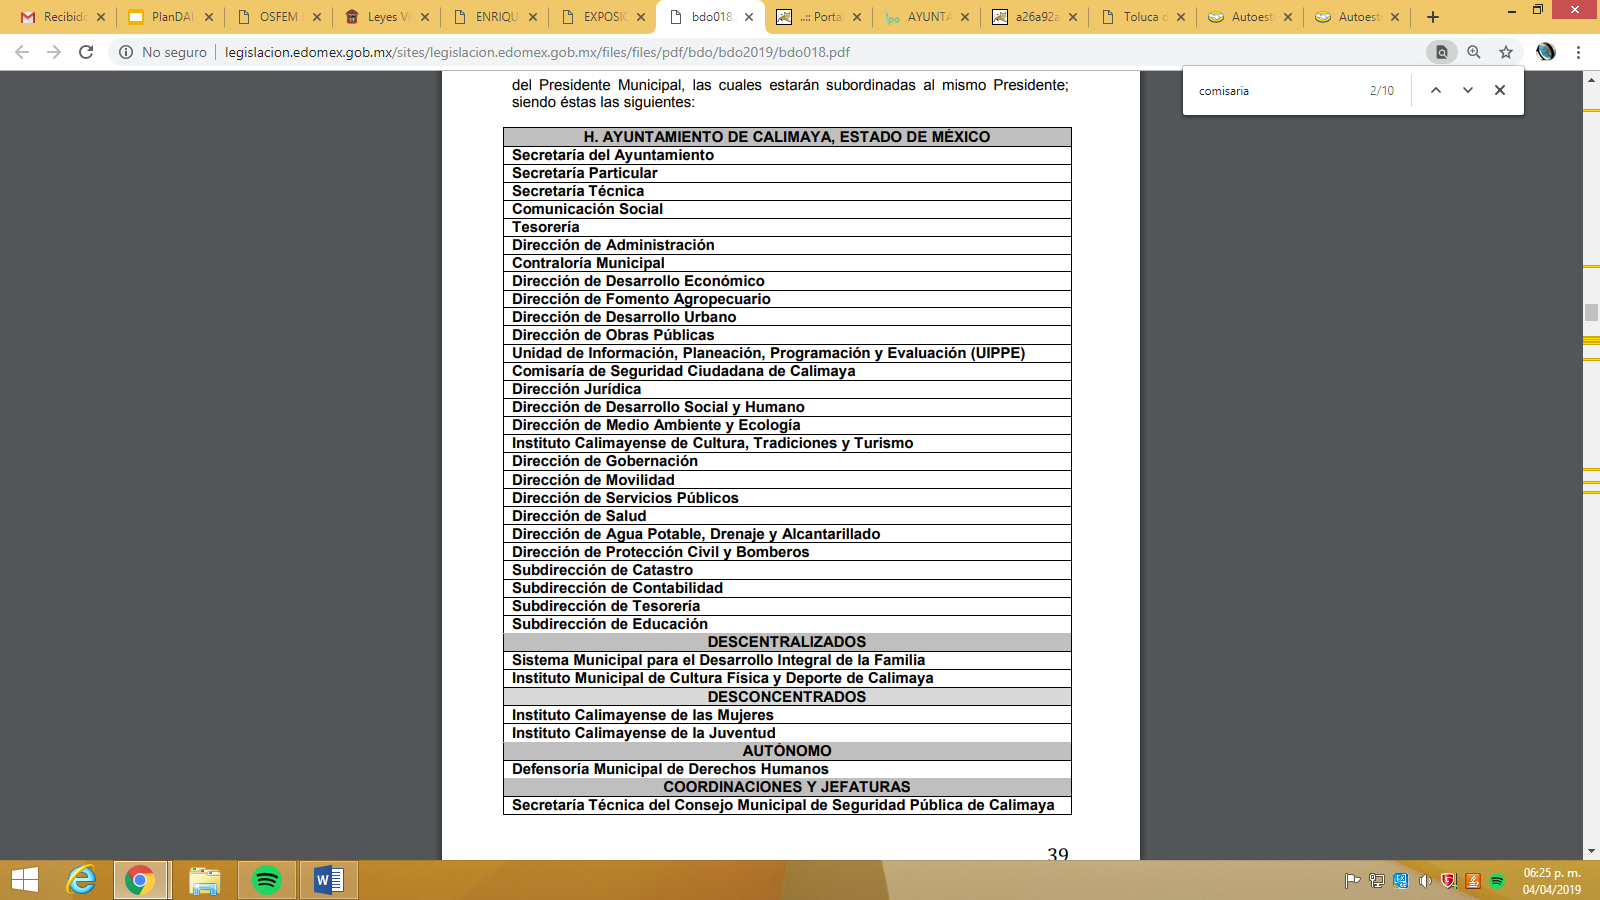 Recibido
PlanDAI
OSFEM
Leyes Vi
ENRIQU
EXPOSIC
bdo018.
..:: Portal
AYUNTA
a26a92a
Toluca d
Autoest
Autoest
No seguro | legislacion.edomex.gob.mx/sites/legislacion.edomex.gob.mx/files/files/pdf/bdo/bdo2019/bdo018.pdf
comisaria 2/10
del Presidente Municipal, las cuales estarán subordinadas al mismo Presidente;
siendo éstas las siguientes:
H. AYUNTAMIENTO DE CALIMAYA, ESTADO DE MÉXICO
Secretaría del Ayuntamiento
Secretaría Particular
Secretaría Técnica
Comunicación Social
Tesorería
Dirección de Administración
Contraloría Municipal
Dirección de Desarrollo Económico
Dirección de Fomento Agropecuario
Dirección de Desarrollo Urbano
Dirección de Obras Públicas
Unidad de Información, Planeación, Programación y Evaluación (UIPPE)
Comisaría de Seguridad Ciudadana de Calimaya
Dirección Jurídica
Dirección de Desarrollo Social y Humano
Dirección de Medio Ambiente y Ecología
Instituto Calimayense de Cultura, Tradiciones y Turismo
Dirección de Gobernación
Dirección de Movilidad
Dirección de Servicios Públicos
Dirección de Salud
Dirección de Agua Potable, Drenaje y Alcantarillado
Dirección de Protección Civil y Bomberos
Subdirección de Catastro
Subdirección de Contabilidad
Subdirección de Tesorería
Subdirección de Educación
DESCENTRALIZADOS
Sistema Municipal para el Desarrollo Integral de la Familia
Instituto Municipal de Cultura Física y Deporte de Calimaya
DESCONCENTRADOS
Instituto Calimayense de las Mujeres
Instituto Calimayense de la Juventud
AUTÓNOMO
Defensoría Municipal de Derechos Humanos
COORDINACIONES Y JEFATURAS
Secretaría Técnica del Consejo Municipal de Seguridad Pública de Calimaya
39
06:25 p. m.
04/04/2019